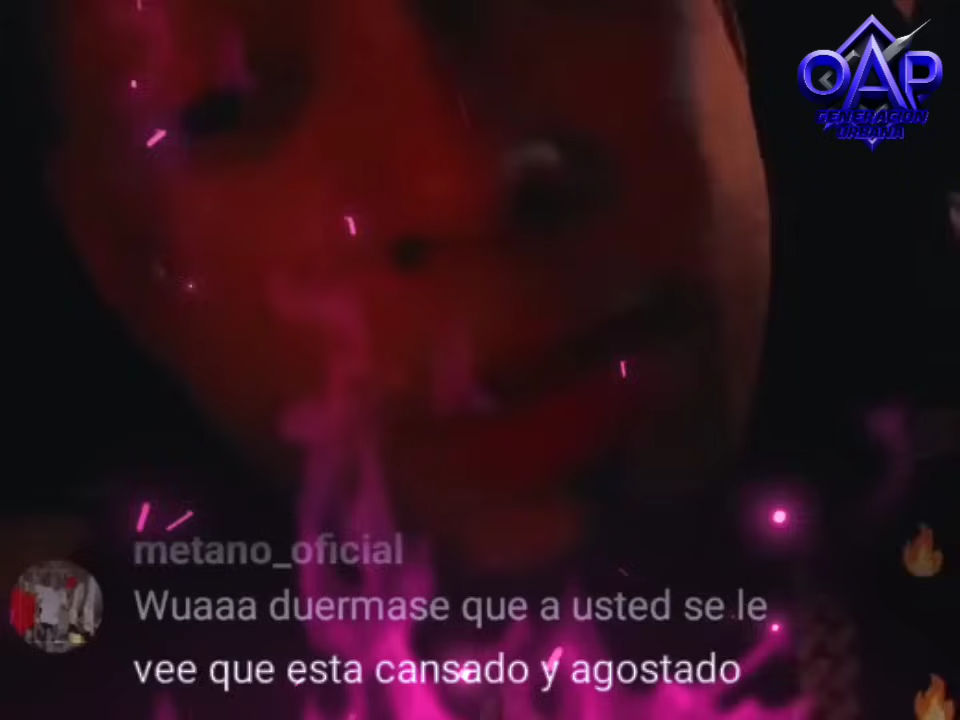 OAP
GENERACION
URBANA
metano_oficial
Wuaaa duermase que a usted se le
vee que esta cansado y agostado